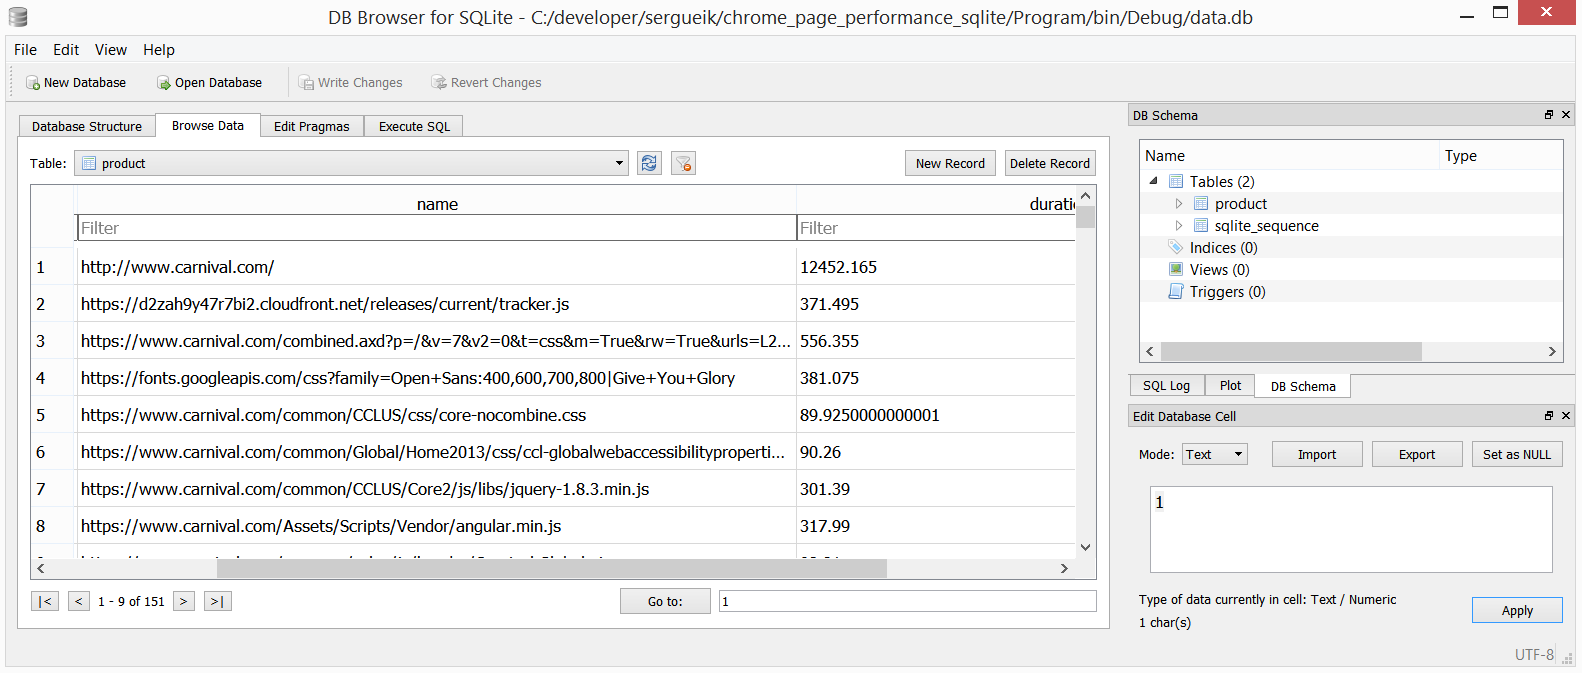 DB Browser for SQLite - C:/developer/sergueik/chrome_page_performance_sqlite/Program/bin/Debug/data.db
File Edit View Help
New Database Open Database Write Changes Revert Changes
Database Structure Browse Data Edit Pragmas Execute SQL
Table: product New Record Delete Record
name duratio
Filter Filter
1 http://www.carnival.com/ 12452.165
2 https://d2zah9y47r7bi2.cloudfront.net/releases/current/tracker.js 371.495
3 https://www.carnival.com/combined.axd?p=/&v=7&v2=0&t=css&m=True&rw=True&urls=L2... 556.355
4 https://fonts.googleapis.com/css?family=Open+Sans:400,600,700,800|Give+You+Glory 381.075
5 https://www.carnival.com/common/CCLUS/css/core-nocombine.css 89.9250000000001
6 https://www.carnival.com/common/Global/Home2013/css/ccl-globalwebaccessibilityproperti... 90.26
7 https://www.carnival.com/common/CCLUS/Core2/js/libs/jquery-1.8.3.min.js 301.39
8 https://www.carnival.com/Assets/Scripts/Vendor/angular.min.js 317.99
|< < 1 - 9 of 151 > >| Go to: 1
DB Schema
Name Type
Tables (2)
product
sqlite_sequence
Indices (0)
Views (0)
Triggers (0)
SQL Log Plot DB Schema
Edit Database Cell
Mode: Text Import Export Set as NULL
1
Type of data currently in cell: Text / Numeric
1 char(s)
Apply
UTF-8